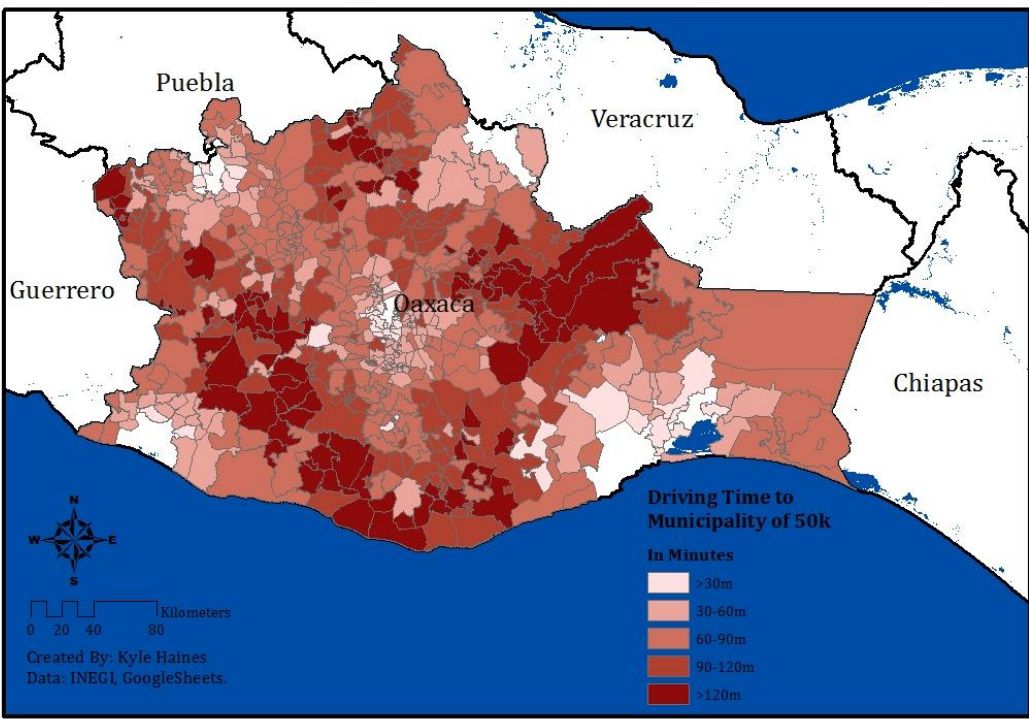 Puebla
Veracruz
Guerrero
Oaxaca
Chiapas
N
W E
S
Kilometers
0 20 40 80
Created By: Kyle Haines
Data: INEGI, GoogleSheets.
Driving Time to
Municipality of 50k
In Minutes
>30m
30-60m
60-90m
90-120m
>120m